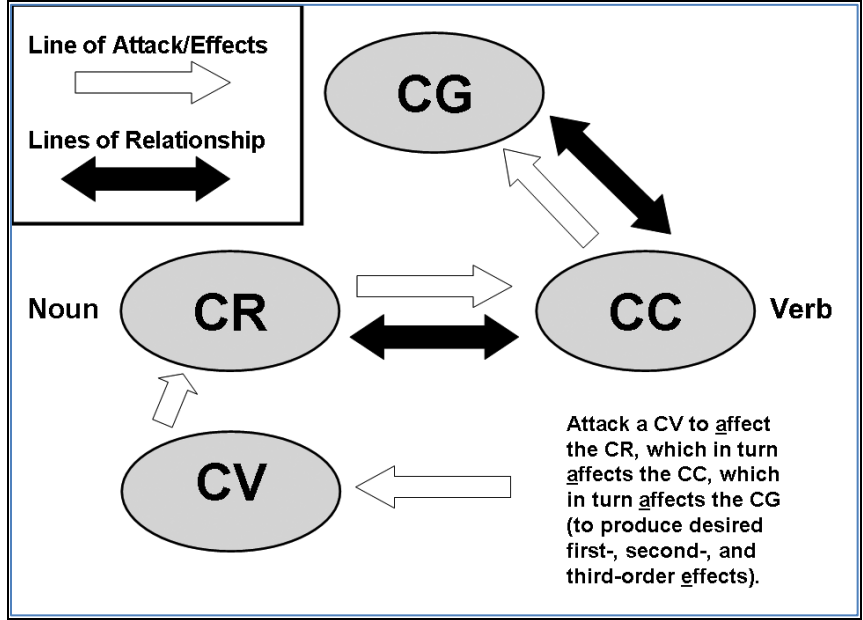 Line of Attack/Effects
Lines of Relationship
CG
Noun
CR
CC
Verb
CV
Attack a CV to affect
the CR, which in turn
affects the CC, which
in turn affects the CG
(to produce desired
first-, second-, and
third-order effects).